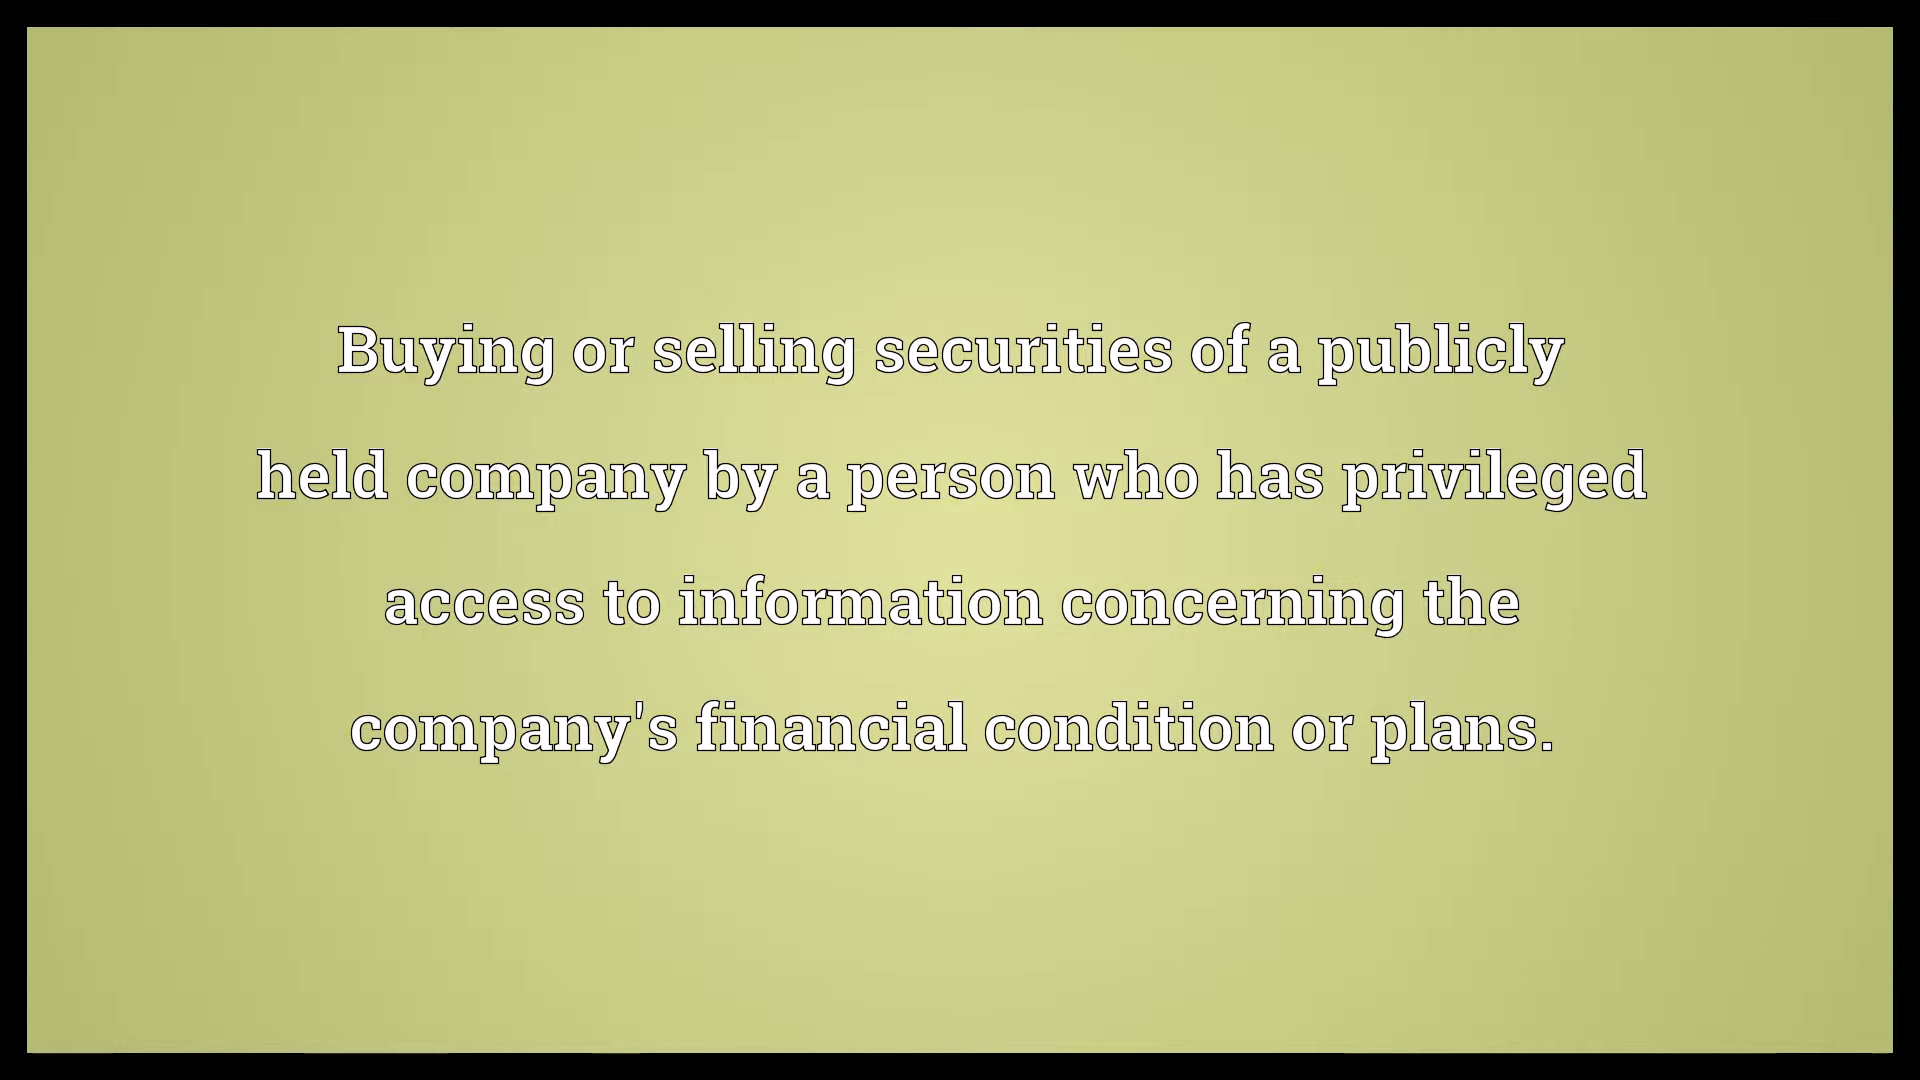 Buying or selling securities of a publicly
held company by a person who has privileged
access to information concerning the
company's financial condition or plans.